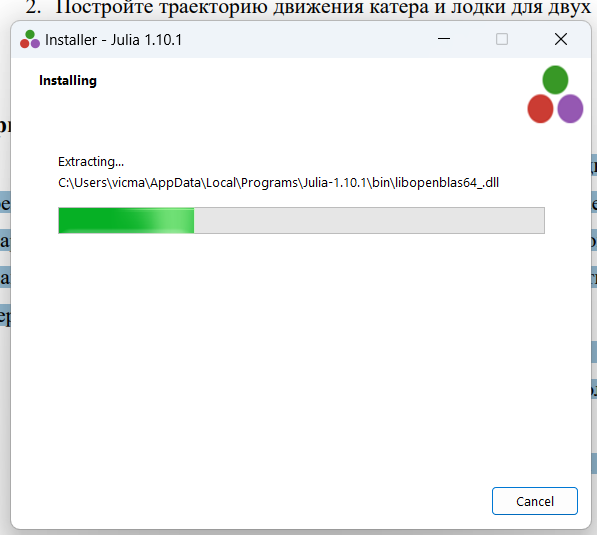 2. Постройте траекторию движения катера и лодки для двух
Installer - Julia 1.10.1
Installing
Extracting...
C:\Users\vicma\AppData\Local\Programs\Julia-1.10.1\bin\libopenblas64_.dll
Cancel